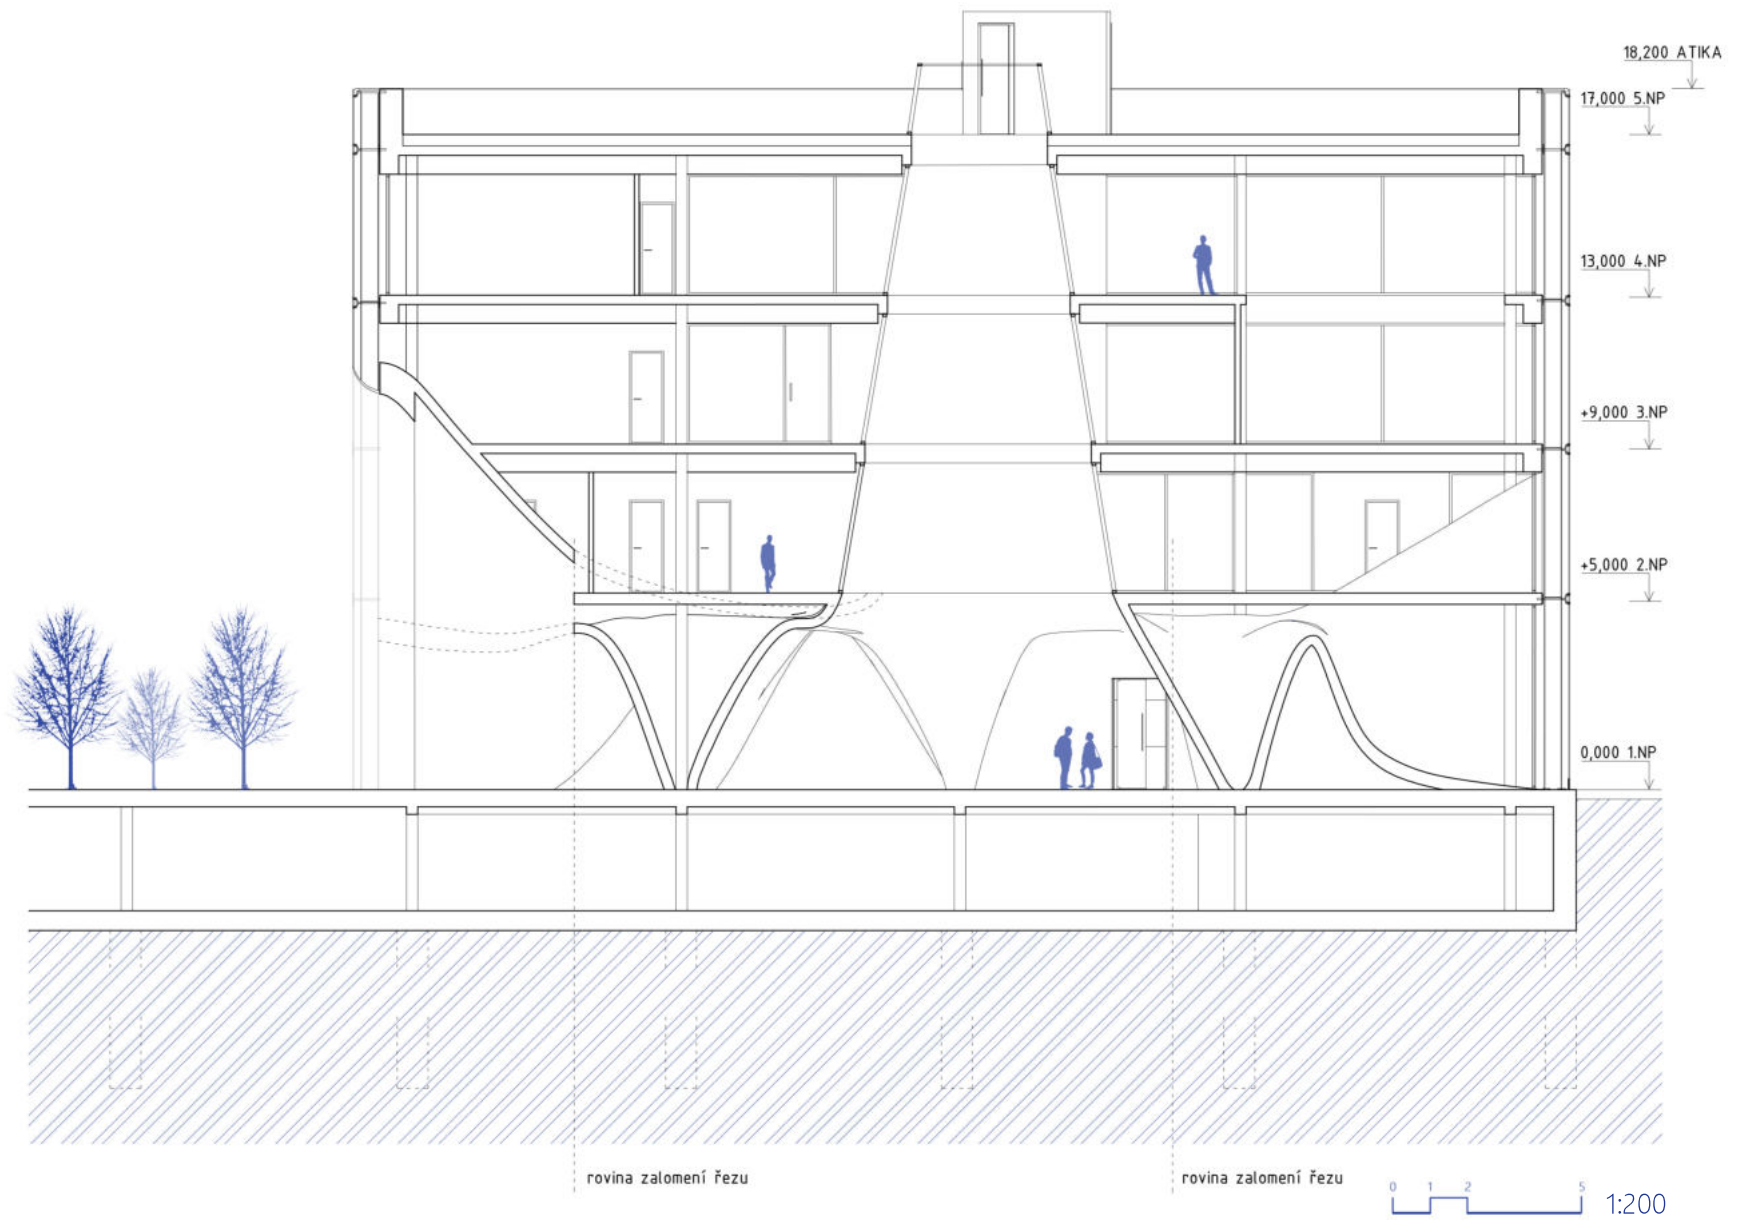 18,200 ATIKA
17,000 5.NP
13,000 4.NP
+9,000 3.NP
+5,000 2.NP
0,000 1.NP
rovina zalomení řezu
rovina zalomení řezu
0 1 2 5
1:200